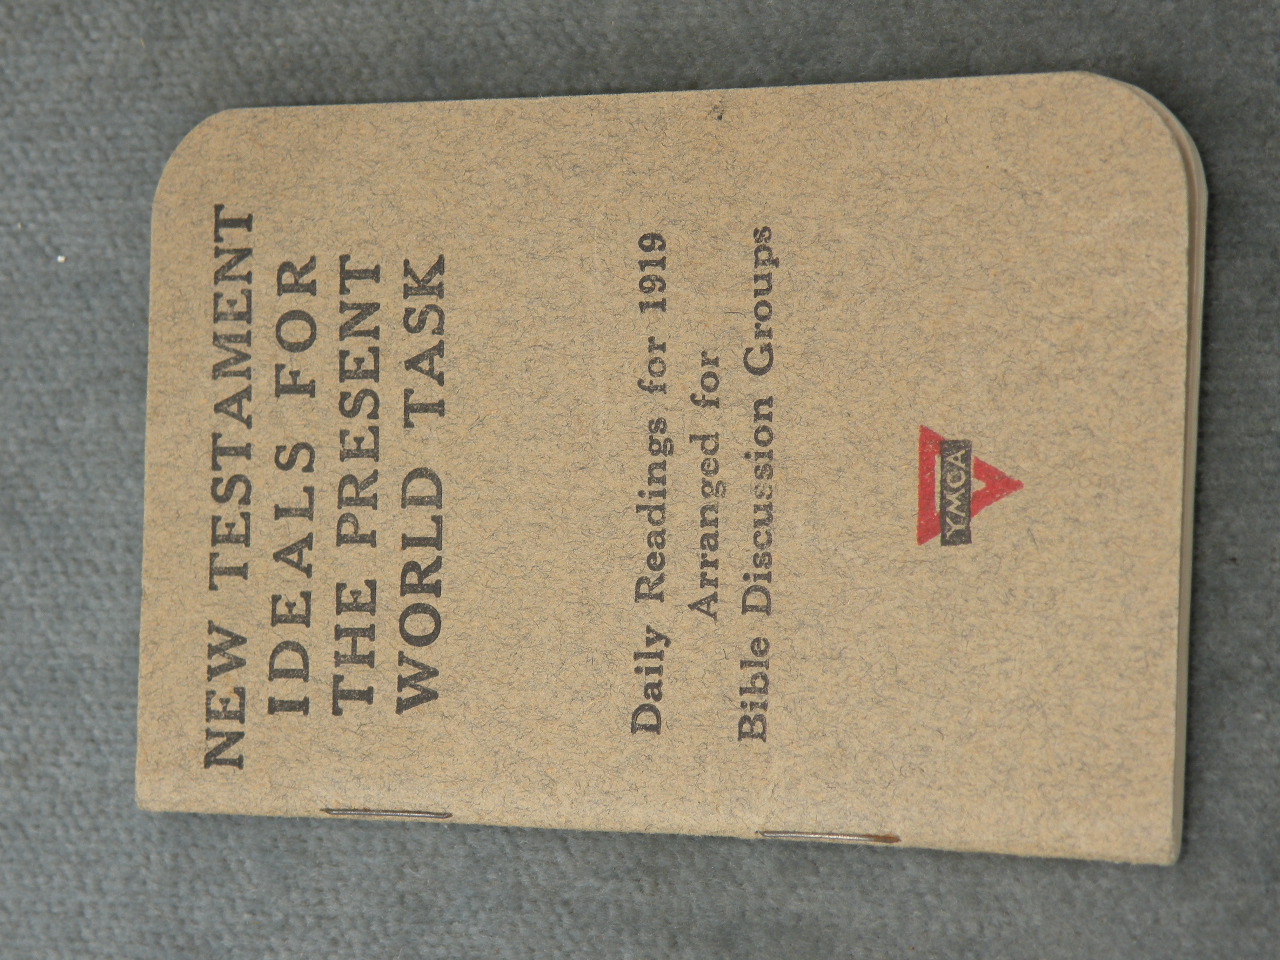 NEW TESTAMENT
IDEALS FOR
THE PRESENT
WORLD TASK
Daily Readings for 1919
Arranged for
Bible Discussion Groups
YMCA